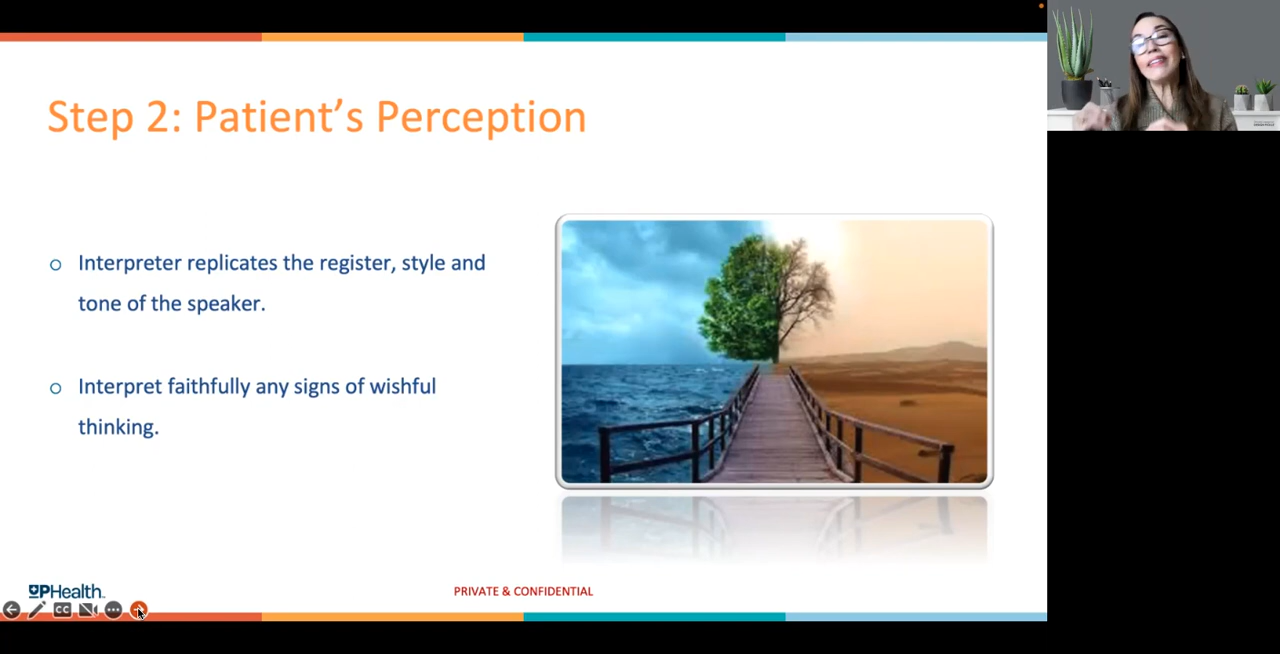 Step 2: Patient’s Perception
o Interpreter replicates the register, style and
tone of the speaker.
o Interpret faithfully any signs of wishful
thinking.
UPHealth.
PRIVATE & CONFIDENTIAL
CC